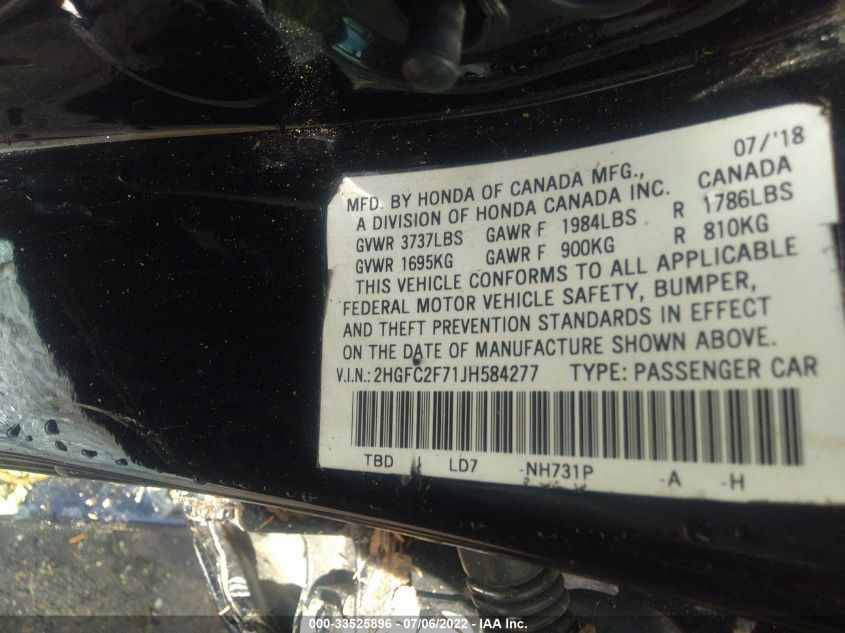 07/'18
MFD. BY HONDA OF CANADA MFG., CANADA
A DIVISION OF HONDA CANADA INC.
GVWR 3737LBS GAWR F 1984LBS R 1786LBS
GVWR 1695KG GAWR F 900KG R 810KG
THIS VEHICLE CONFORMS TO ALL APPLICABLE
FEDERAL MOTOR VEHICLE SAFETY, BUMPER,
AND THEFT PREVENTION STANDARDS IN EFFECT
ON THE DATE OF MANUFACTURE SHOWN ABOVE.
V.I.N.: 2HGFC2F71JH584277 TYPE: PASSENGER CAR
TBD LD7 -NH731P -A -H
000-33525896 - 07/06/2022 - IAA Inc.